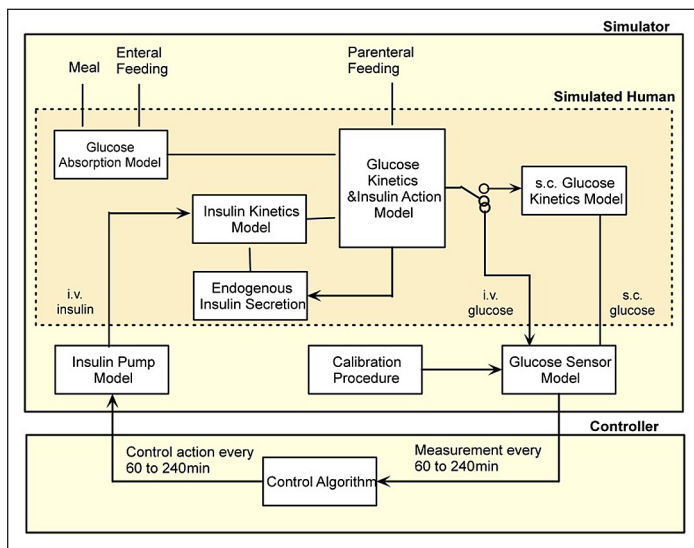 Simulator
Enteral
Feeding
Meal
Parenteral
Feeding
Simulated Human
Glucose
Absorption Model
Glucose
Kinetics
&Insulin Action
Model
s.c. Glucose
Kinetics Model
Insulin Kinetics
Model
Endogenous
Insulin Secretion
i.v.
insulin
i.v.
glucose
s.c.
glucose
Insulin Pump
Model
Calibration
Procedure
Glucose Sensor
Model
Controller
Control action every
60 to 240min
Measurement every
60 to 240min
Control Algorithm